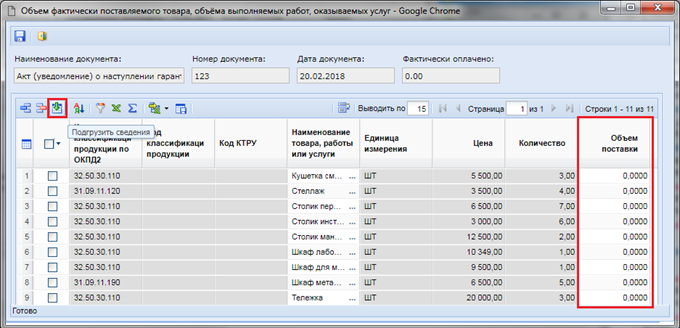 Объем фактически поставляемого товара, объёма выполняемых работ, оказываемых услуг - Google Chrome
Наименование документа: Номер документа: Дата документа: Фактически оплачено:
Акт (уведомление) о наступлении гарант 123 20.02.2018 0.00
Выводить по 15 Страница 1 из 1 Строки 1 - 11 из 11
Подгрузить сведения
классификаци продукции по ОКПД2
од классификаци продукции
Код КТРУ
Наименование товара, работы или услуги
Единица измерения
Цена
Количество
Объем поставки
1 32.50.30.110 Кушетка см... ... ШТ 5 500,00 3,00 0,0000
2 31.09.11.120 Стеллаж ... ШТ 3 500,00 4,00 0,0000
3 32.50.30.110 Столик пер... ... ШТ 6 500,00 7,00 0,0000
4 32.50.30.110 Столик инст... ... ШТ 3 000,00 6,00 0,0000
5 32.50.30.110 Столик ман... ... ШТ 12 500,00 2,00 0,0000
6 32.50.30.110 Шкаф лабо... ... ШТ 10 349,00 1,00 0,0000
7 32.50.30.110 Шкаф для м... ... ШТ 9 500,00 1,00 0,0000
8 31.09.11.190 Шкаф мета... ... ШТ 6 500,00 5,00 0,0000
9 32.50.30.110 Тележка ... ШТ 20 000,00 3,00 0,0000
Готово